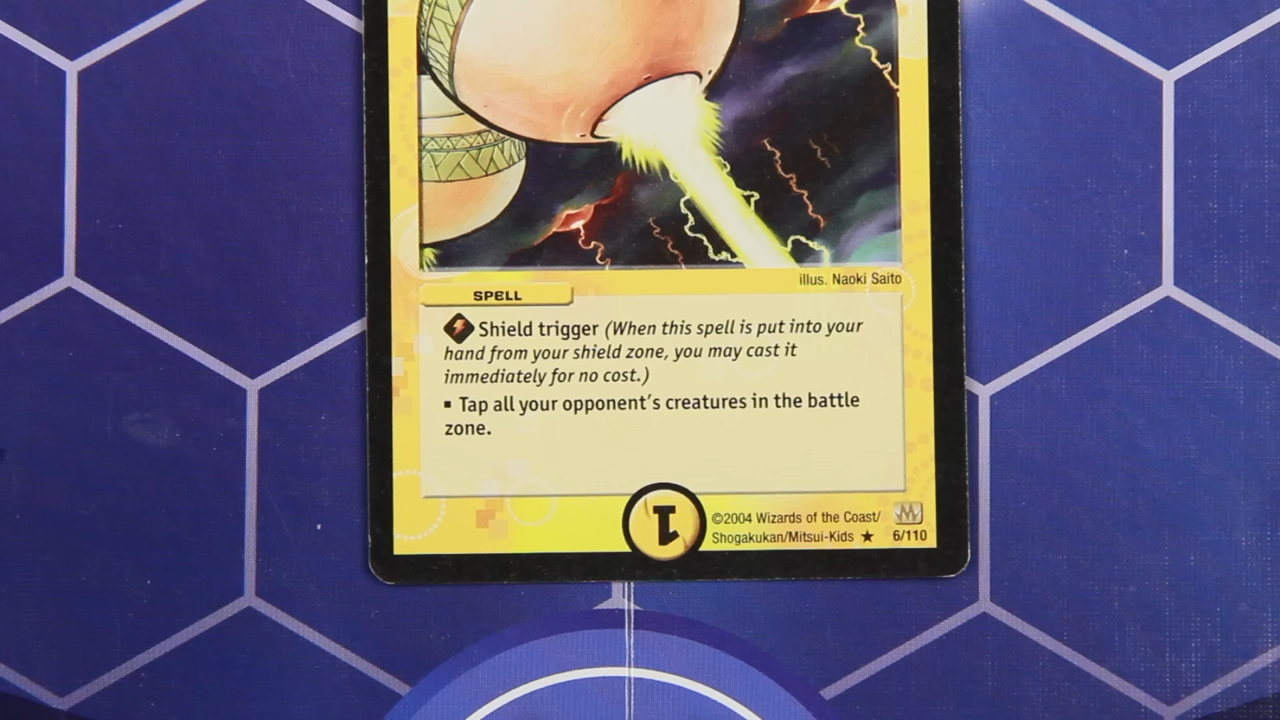 illus. Naoki Saito
SPELL
Shield trigger (When this spell is put into your
hand from your shield zone, you may cast it
immediately for no cost.)
▪ Tap all your opponent's creatures in the battle
zone.
1
©2004 Wizards of the Coast/
Shogakukan/Mitsui-Kids ★ 6/110